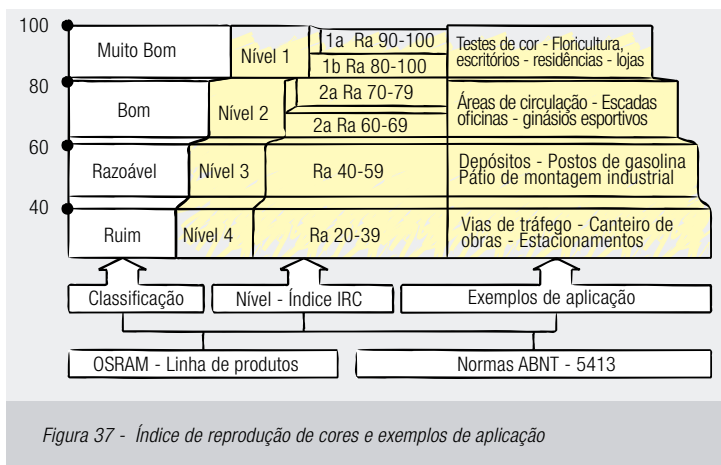 100
Muito Bom
Nível 1
1a Ra 90-100
1b Ra 80-100
Testes de cor - Floricultura,
escritórios - residências - lojas
80
Bom
Nível 2
2a Ra 70-79
2a Ra 60-69
Áreas de circulação - Escadas
oficinas - ginásios esportivos
60
Razoável
Nível 3
Ra 40-59
Depósitos - Postos de gasolina
Pátio de montagem industrial
40
Ruim
Nível 4
Ra 20-39
Vias de tráfego - Canteiro de
obras - Estacionamentos
Classificação
Nível - Índice IRC
Exemplos de aplicação
OSRAM - Linha de produtos
Normas ABNT - 5413
Figura 37 - Índice de reprodução de cores e exemplos de aplicação